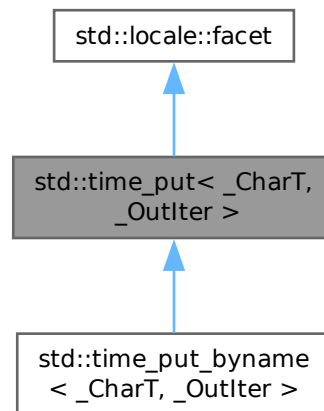 std::locale::facet
std::time_put< _CharT,
_OutIter >
std::time_put_byname
< _CharT, _OutIter >